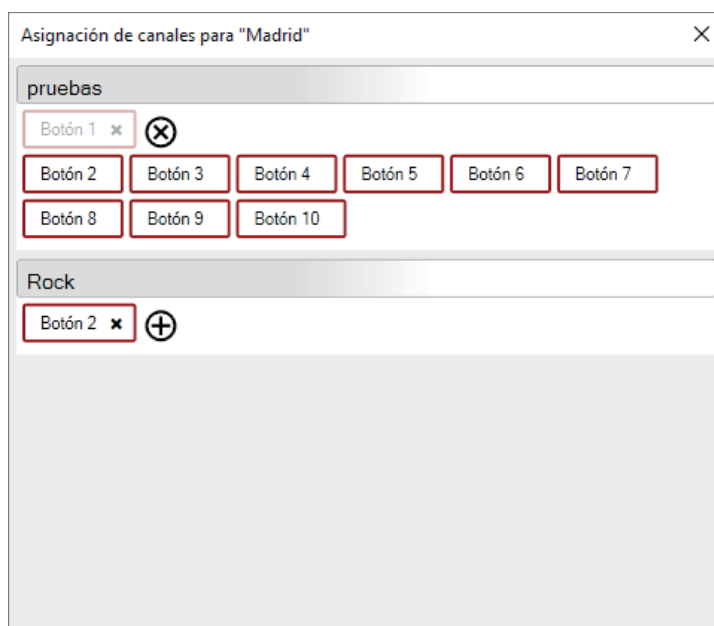 Asignación de canales para "Madrid"
pruebas
Botón 1
Botón 2 Botón 3 Botón 4 Botón 5 Botón 6 Botón 7
Botón 8 Botón 9 Botón 10
Rock
Botón 2